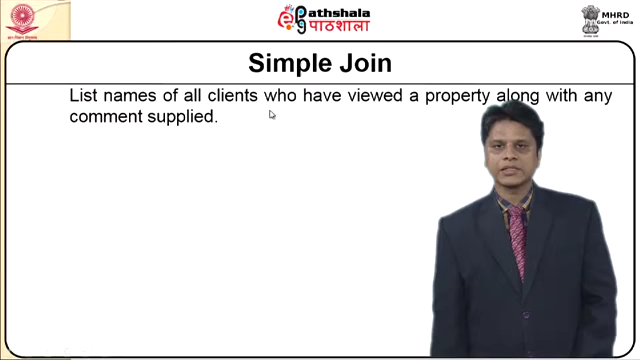 Pathshala
पाठशाला
MHRD
Govt. of India
Simple Join
List names of all clients who have viewed a property along with any
comment supplied.